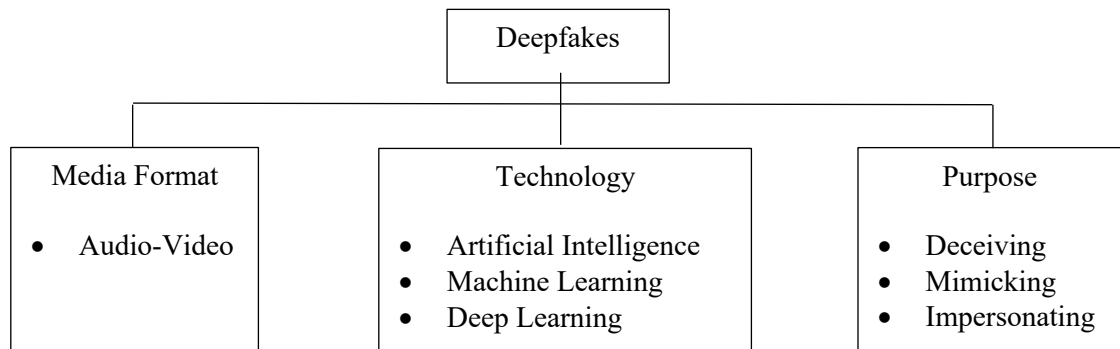 Deepfakes
Media Format
• Audio-Video
Technology
• Artificial Intelligence
• Machine Learning
• Deep Learning
Purpose
• Deceiving
• Mimicking
• Impersonating